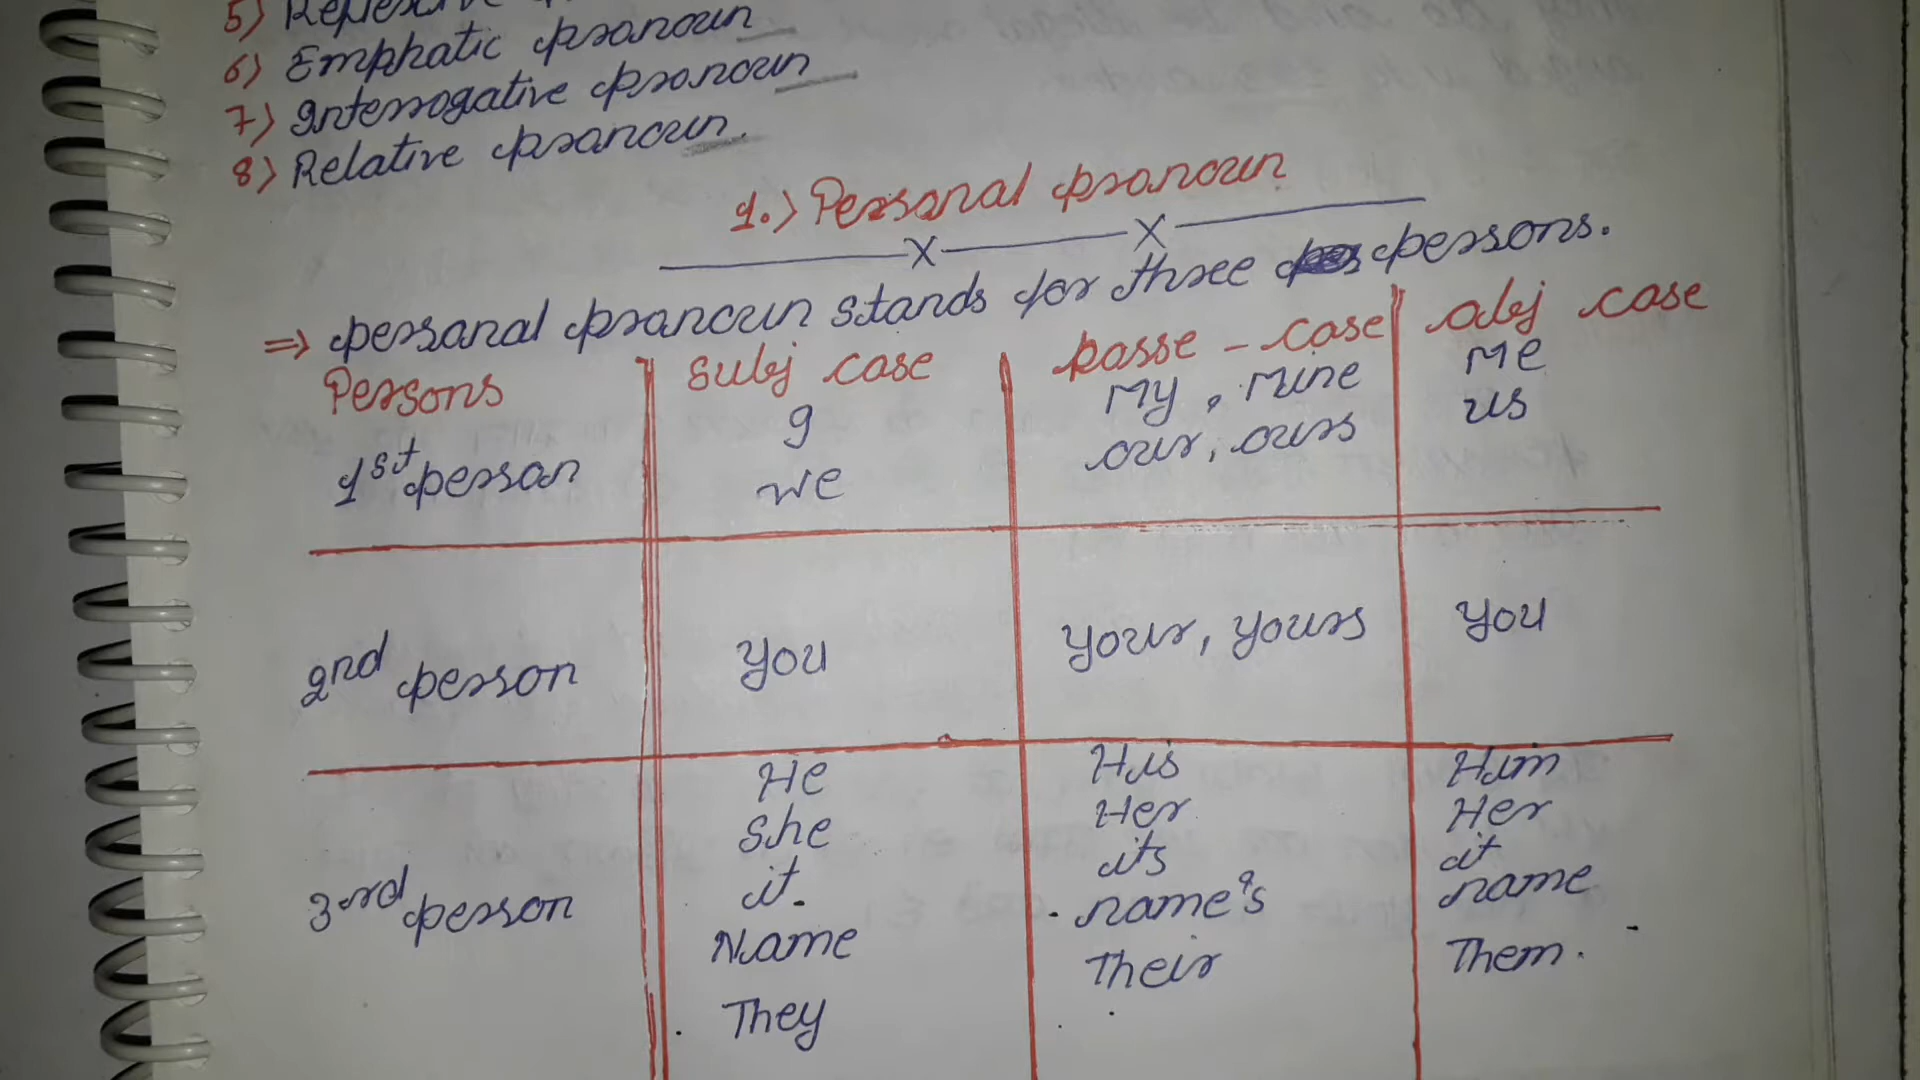 5) Reflexive
6) Emphatic pronoun
7) Interrogative pronoun
8) Relative pronoun.
1.) Personal pronoun
X X
⇒ personal pronoun stands for three persons.
Persons subj case posse - case obj case
1st person I My, Mine Me
we our, ours us
2nd person you your, yours you
3rd person He His Him
She Her Her
it. its it
Name name's name
They Their Them.